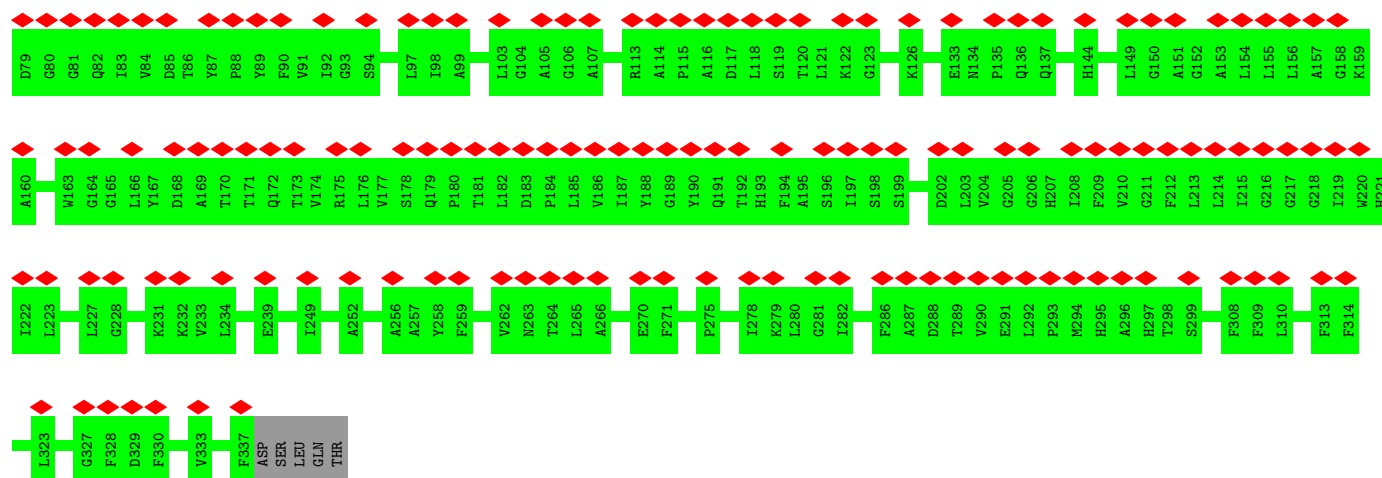 D79 G80 G81 Q82 I83 V84 D85 T86 Y87 P88 Y89 F90 V91 I92 G93 S94 L97 I98 A99 L103 G104 A105 G106 A107 R113 A114 P115 A116 D117 L118 S119 T120 L121 K122 G123 K126 E133 N134 P135 Q136 Q137 H144 L149 G150 A151 G152 A153 L154 L155 L156 A157 G158 K159
A160 W163 G164 G165 L166 Y167 D168 A169 T170 T171 Q172 T173 V174 R175 L176 V177 S178 Q179 P180 T181 L182 D183 P184 L185 V186 I187 Y188 G189 Y190 Q191 T192 H193 F194 A195 S196 I197 S198 S199 D202 L203 V204 G205 G206 H207 I208 F209 V210 G211 F212 L213 L214 I215 G216 G217 G218 I219 W220 H221
I222 L223 L227 G228 K231 K232 V233 L234 E239 I249 A252 A256 A257 Y258 F259 V262 N263 T264 L265 A266 E270 F271 P275 I278 K279 L280 G281 I282 F286 A287 D288 T289 V290 E291 L292 P293 M294 H295 A296 H297 T298 S299 F308 F309 L310 F313 F314
L323 G327 F328 D329 F330 V333 F337 ASP SER LEU GLN THR